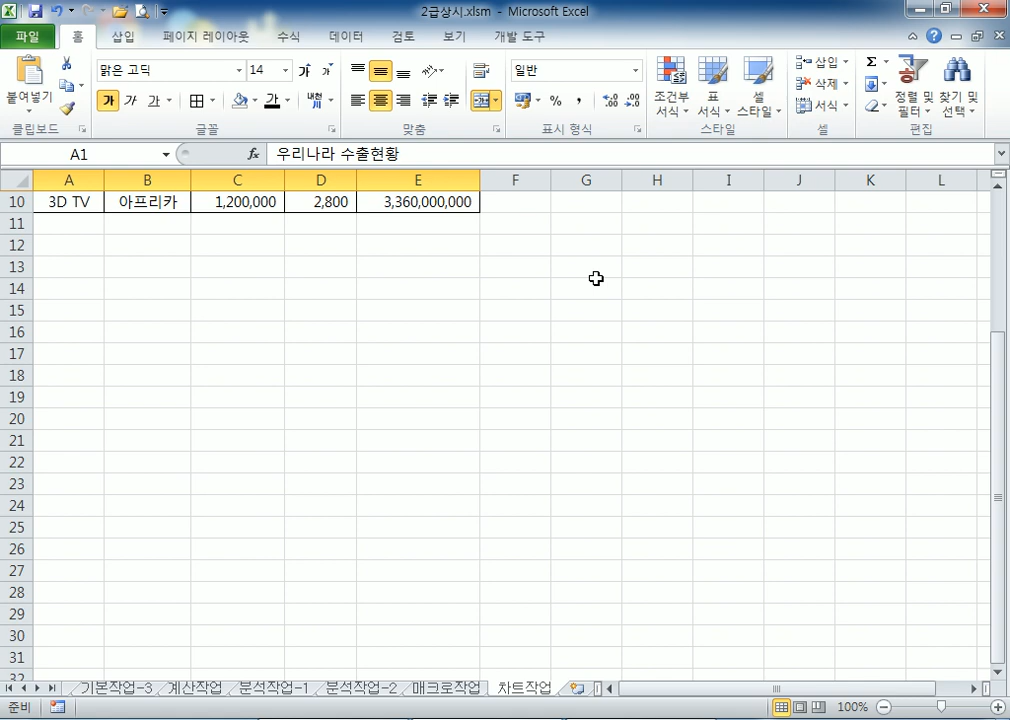 2급상시.xlsm - Microsoft Excel
파일 홈 삽입 페이지 레이아웃 수식 데이터 검토 보기 개발 도구
붙여넣기 맑은 고딕 14 가 가 일반 조건부 서식 표 서식 셀 스타일 삽입 삭제 서식 Σ 정렬 및 필터 찾기 및 선택
가 가 가 가 내천 % ,
클립보드 글꼴 맞춤 표시 형식 스타일 셀 편집
A1 fx 우리나라 수출현황
A B C D E F G H I J K L
10 3D TV 아프리카 1,200,000 2,800 3,360,000,000
11
12
13
14
15
16
17
18
19
20
21
22
23
24
25
26
27
28
29
30
31
32
기본작업-3 계산작업 분석작업-1 분석작업-2 매크로작업 차트작업
준비 100%